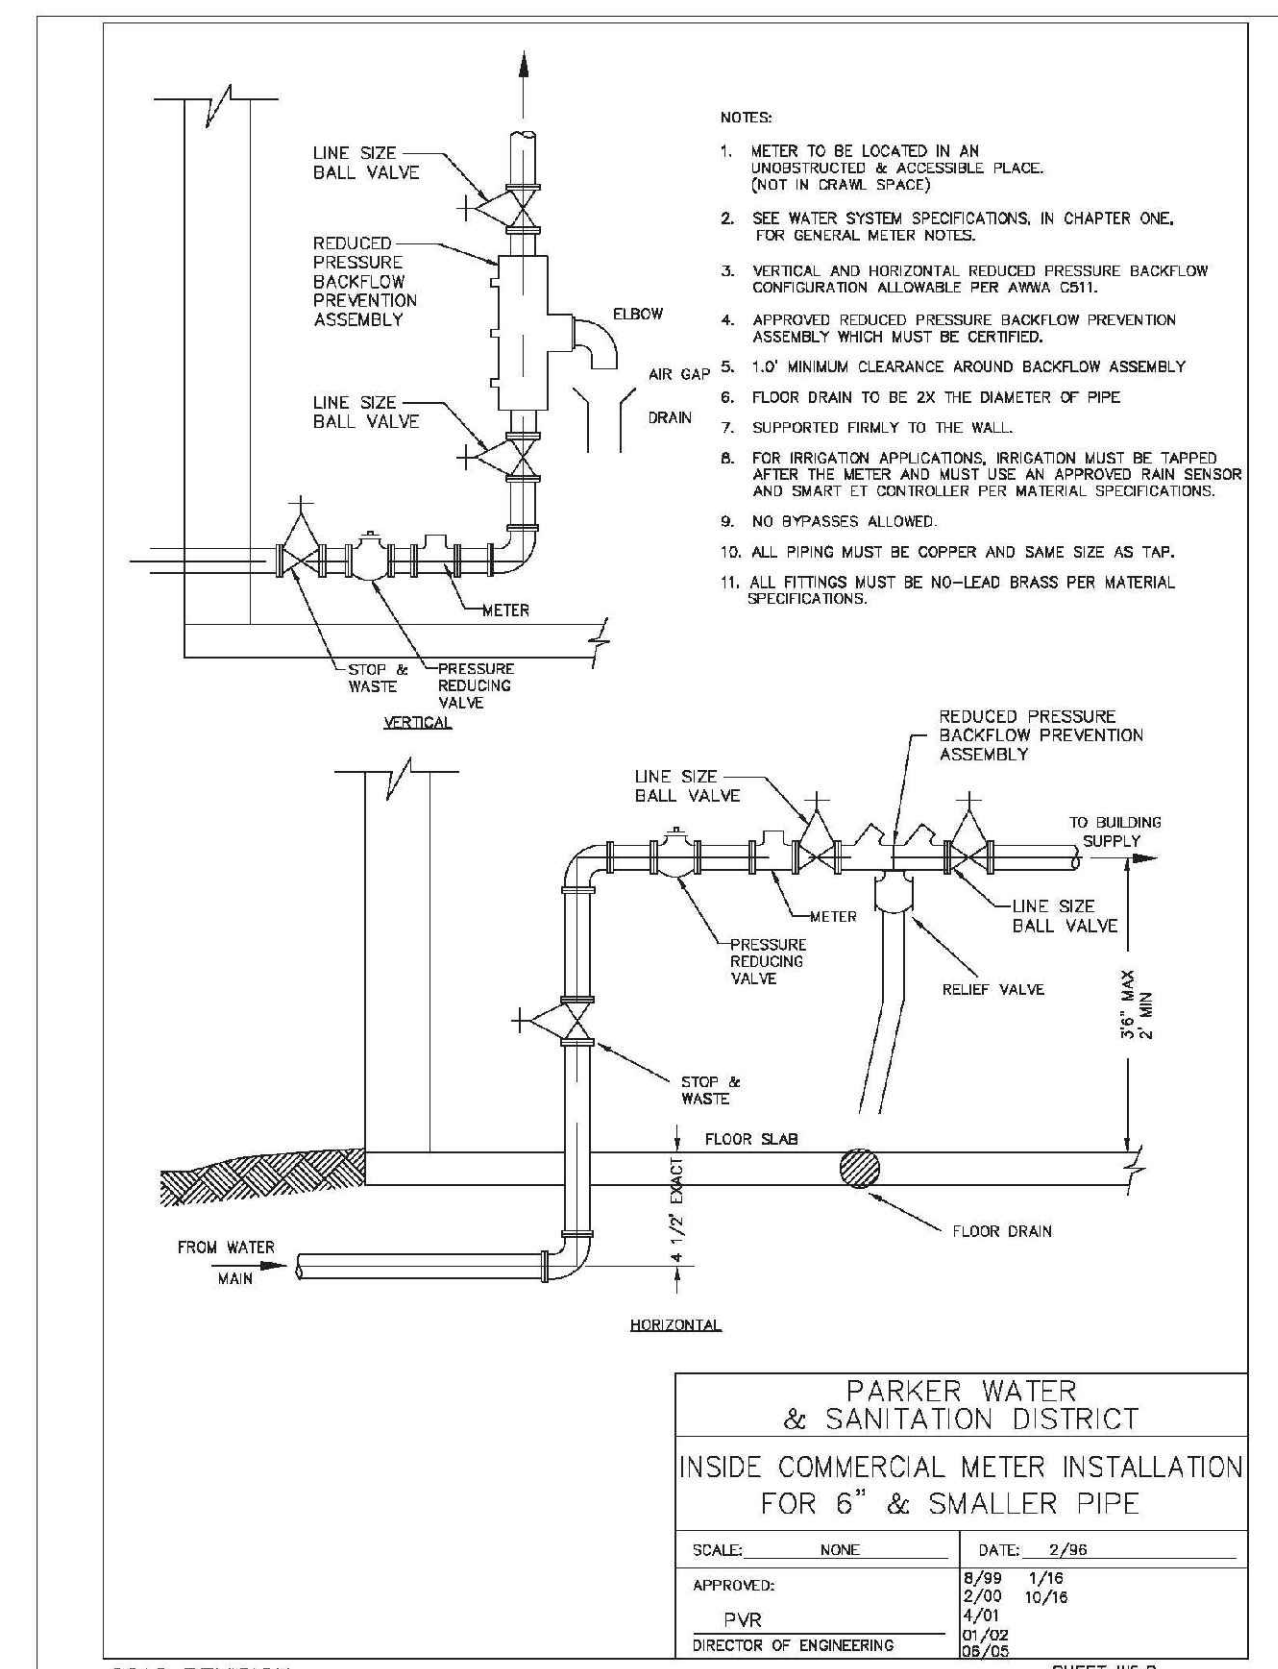 LINE SIZE
BALL VALVE
REDUCED
PRESSURE
BACKFLOW
PREVENTION
ASSEMBLY
ELBOW
AIR GAP
DRAIN
LINE SIZE
BALL VALVE
METER
STOP &
WASTE
PRESSURE
REDUCING
VALVE
VERTICAL
NOTES:
1. METER TO BE LOCATED IN AN
UNOBSTRUCTED & ACCESSIBLE PLACE.
(NOT IN CRAWL SPACE)
2. SEE WATER SYSTEM SPECIFICATIONS, IN CHAPTER ONE,
FOR GENERAL METER NOTES.
3. VERTICAL AND HORIZONTAL REDUCED PRESSURE BACKFLOW
CONFIGURATION ALLOWABLE PER AWWA C511.
4. APPROVED REDUCED PRESSURE BACKFLOW PREVENTION
ASSEMBLY WHICH MUST BE CERTIFIED.
5. 1.0' MINIMUM CLEARANCE AROUND BACKFLOW ASSEMBLY
6. FLOOR DRAIN TO BE 2X THE DIAMETER OF PIPE
7. SUPPORTED FIRMLY TO THE WALL.
8. FOR IRRIGATION APPLICATIONS, IRRIGATION MUST BE TAPPED
AFTER THE METER AND MUST USE AN APPROVED RAIN SENSOR
AND SMART ET CONTROLLER PER MATERIAL SPECIFICATIONS.
9. NO BYPASSES ALLOWED.
10. ALL PIPING MUST BE COPPER AND SAME SIZE AS TAP.
11. ALL FITTINGS MUST BE NO-LEAD BRASS PER MATERIAL
SPECIFICATIONS.
REDUCED PRESSURE
BACKFLOW PREVENTION
ASSEMBLY
LINE SIZE
BALL VALVE
TO BUILDING
SUPPLY
METER
LINE SIZE
BALL VALVE
PRESSURE
REDUCING
VALVE
RELIEF VALVE
3'6" MAX
2' MIN
STOP &
WASTE
FLOOR SLAB
4 1/2' EXACT
FLOOR DRAIN
FROM WATER
MAIN
HORIZONTAL
PARKER WATER
& SANITATION DISTRICT
INSIDE COMMERCIAL METER INSTALLATION
FOR 6" & SMALLER PIPE
SCALE: NONE
DATE: 2/96
APPROVED:
PVR
DIRECTOR OF ENGINEERING
8/99 1/16
2/00 10/16
4/01
01/02
06/05